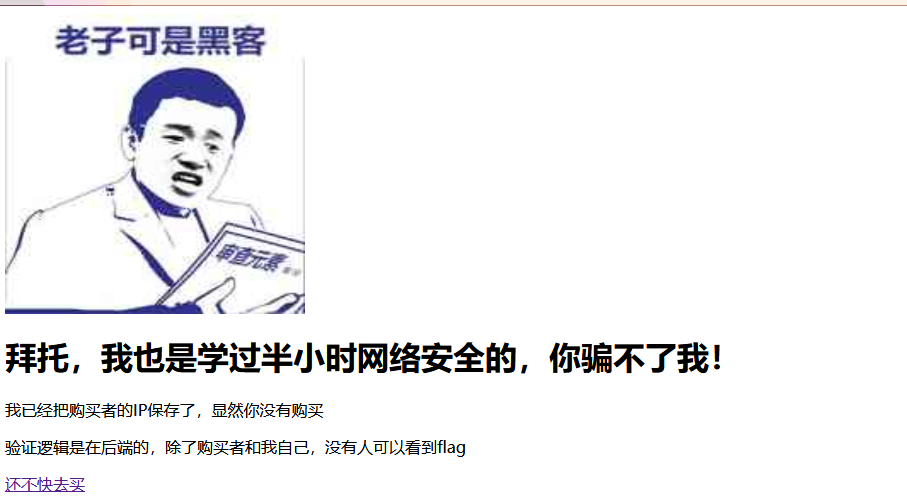 老子可是黑客
审查元素
拜托，我也是学过半小时网络安全的，你骗不了我！
我已经把购买者的IP保存了，显然你没有购买
验证逻辑是在后端的，除了购买者和我自己，没有人可以看到flag
还不快去买